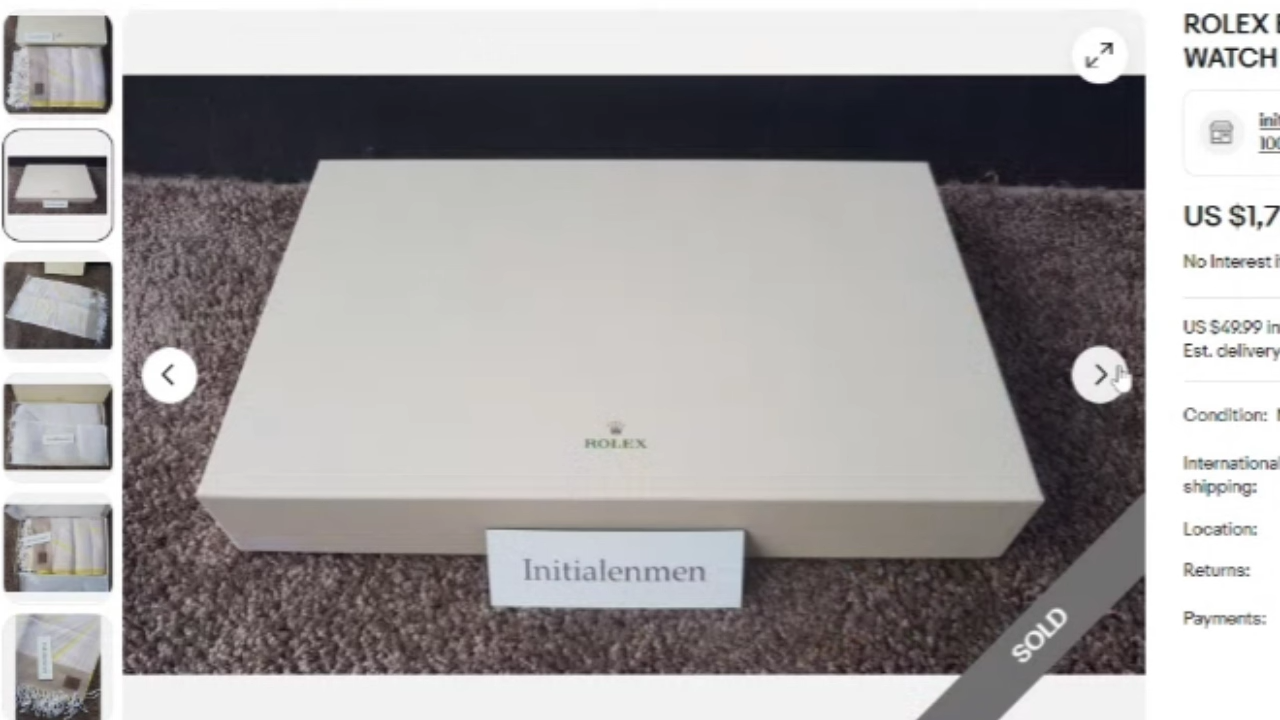 ROLEX
Initialenmen
SOLD
ROLEX
WATCH
US $1,7
No Interest
US $49.99
Est. delivery
Condition:
International
shipping:
Location:
Returns:
Payments: